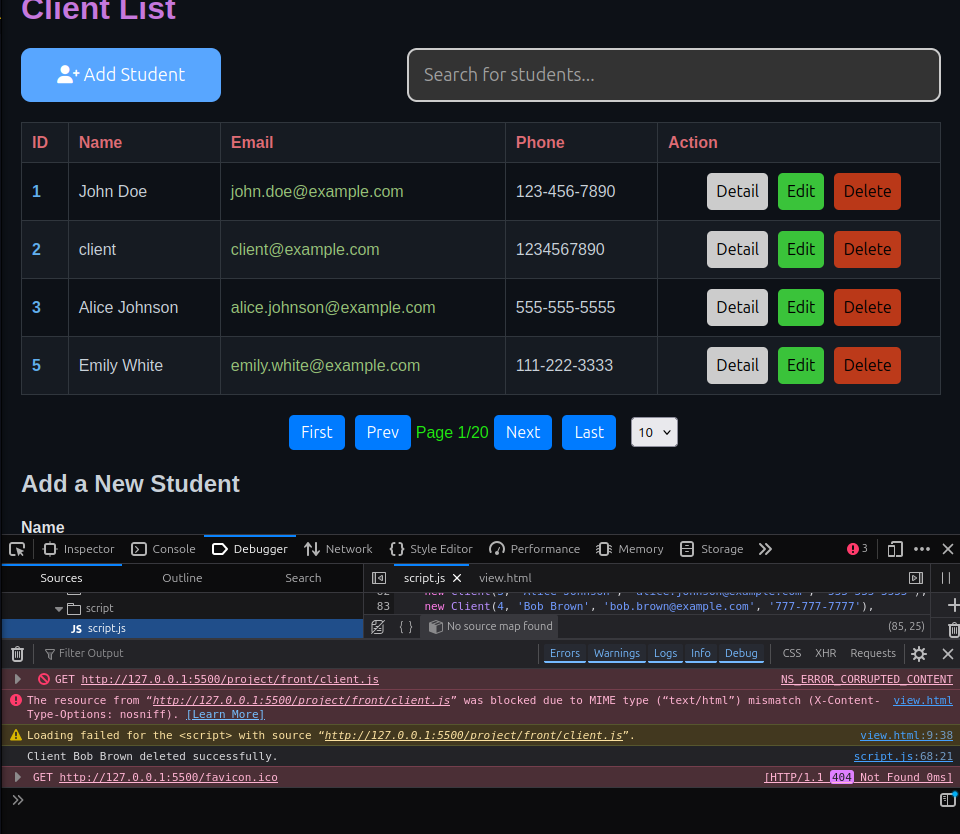 Client List
Add Student
Search for students...
ID Name Email Phone Action
1 John Doe john.doe@example.com 123-456-7890 Detail Edit Delete
2 client client@example.com 1234567890 Detail Edit Delete
3 Alice Johnson alice.johnson@example.com 555-555-5555 Detail Edit Delete
5 Emily White emily.white@example.com 111-222-3333 Detail Edit Delete
First Prev Page 1/20 Next Last 10
Add a New Student
Name
Inspector Console Debugger Network Style Editor Performance Memory Storage 3
Sources Outline Search script.js view.html
script
83 new Client(4, 'Bob Brown', 'bob.brown@example.com', '777-777-7777'),
JS script.js
{ } No source map found (85, 25)
Filter Output Errors Warnings Logs Info Debug CSS XHR Requests
GET http://127.0.0.1:5500/project/front/client.js NS_ERROR_CORRUPTED_CONTENT
The resource from “http://127.0.0.1:5500/project/front/client.js” was blocked due to MIME type (“text/html”) mismatch (X-Content- view.html
Type-Options: nosniff). [Learn More]
Loading failed for the <script> with source “http://127.0.0.1:5500/project/front/client.js”. view.html:9:38
Client Bob Brown deleted successfully. script.js:68:21
GET http://127.0.0.1:5500/favicon.ico [HTTP/1.1 404 Not Found 0ms]